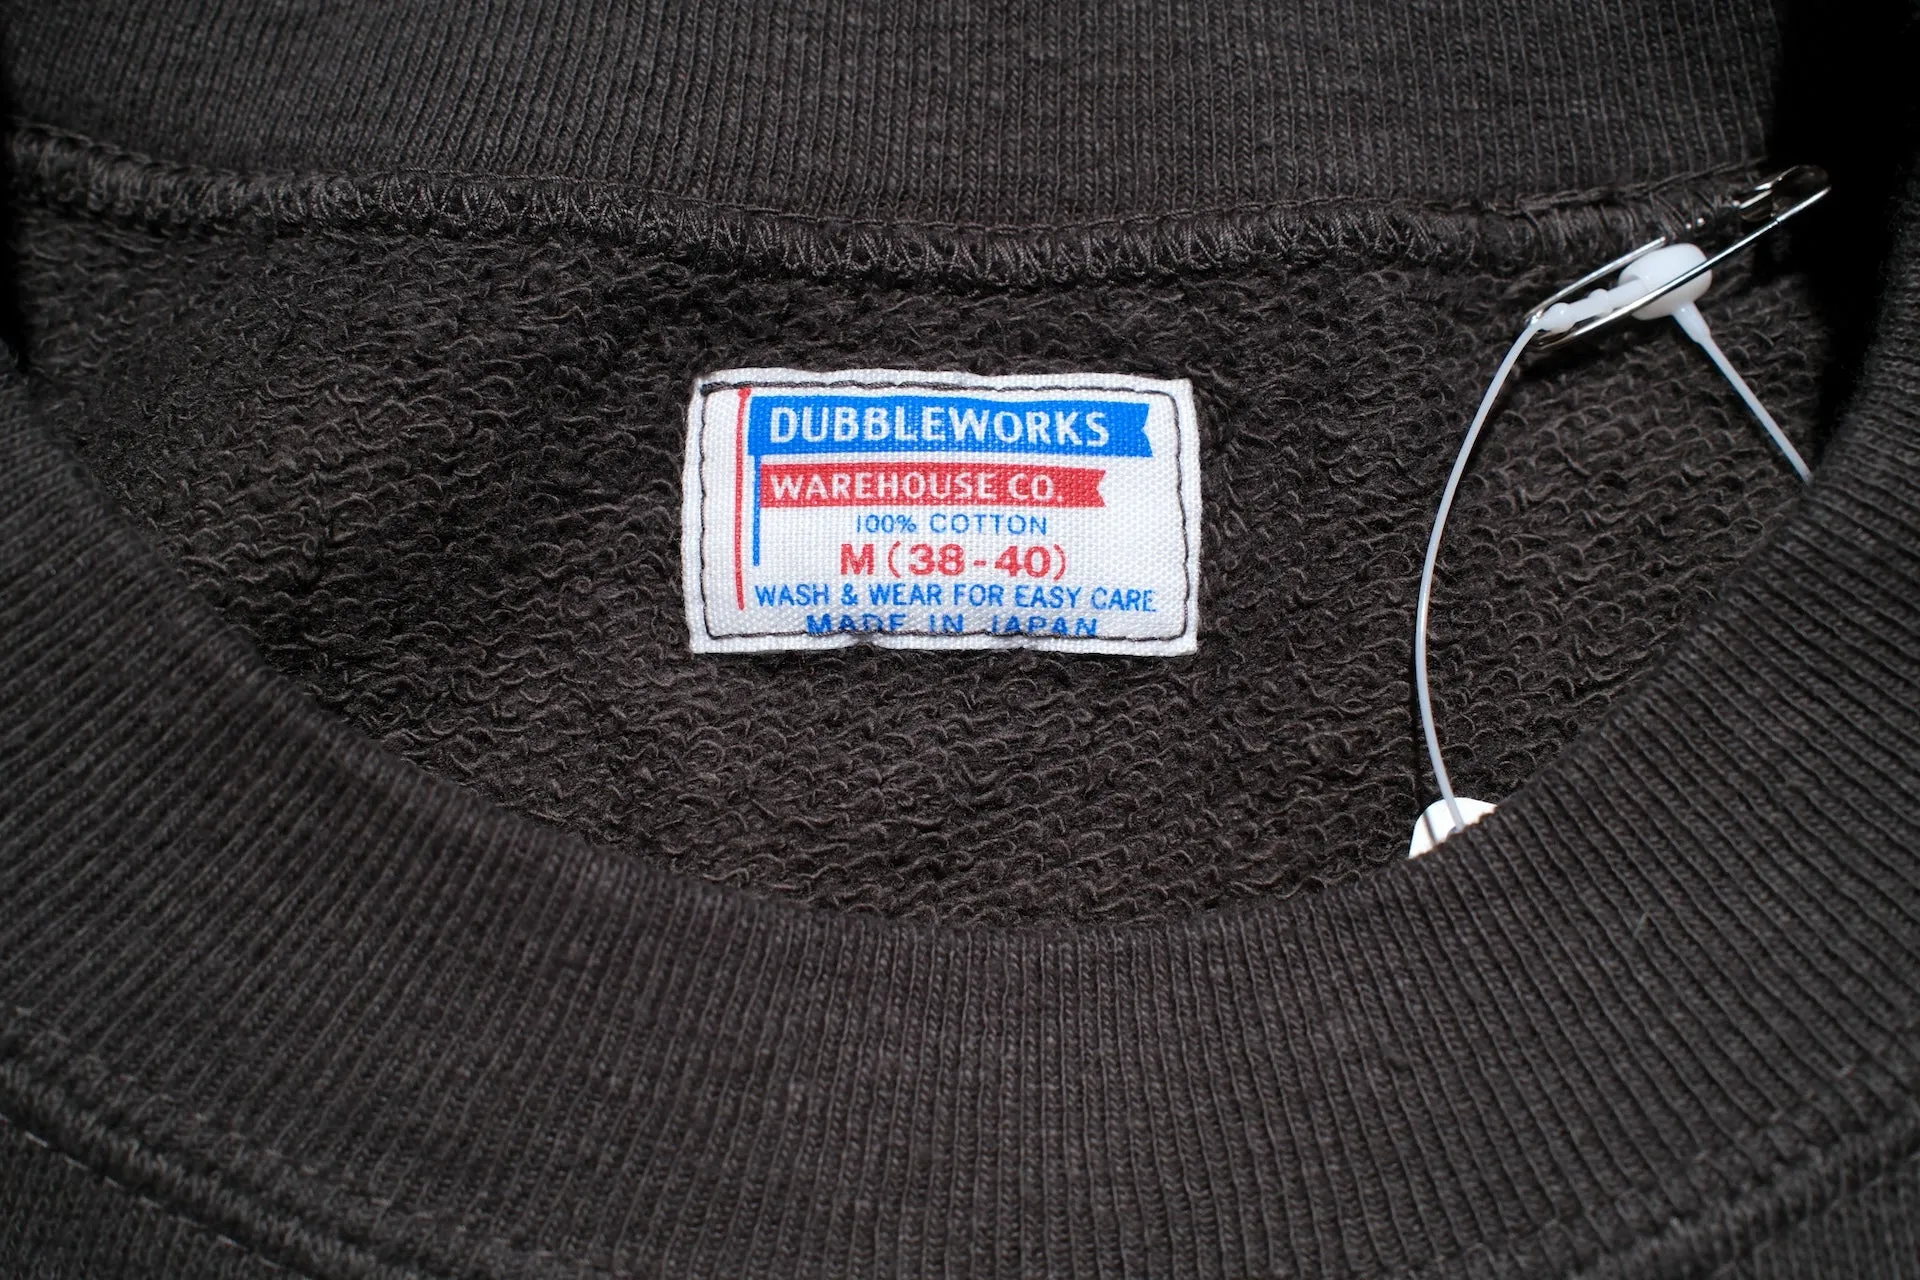 DUBBLEWORKS
WAREHOUSE CO.
100% COTTON
M (38-40)
WASH & WEAR FOR EASY CARE
MADE IN JAPAN